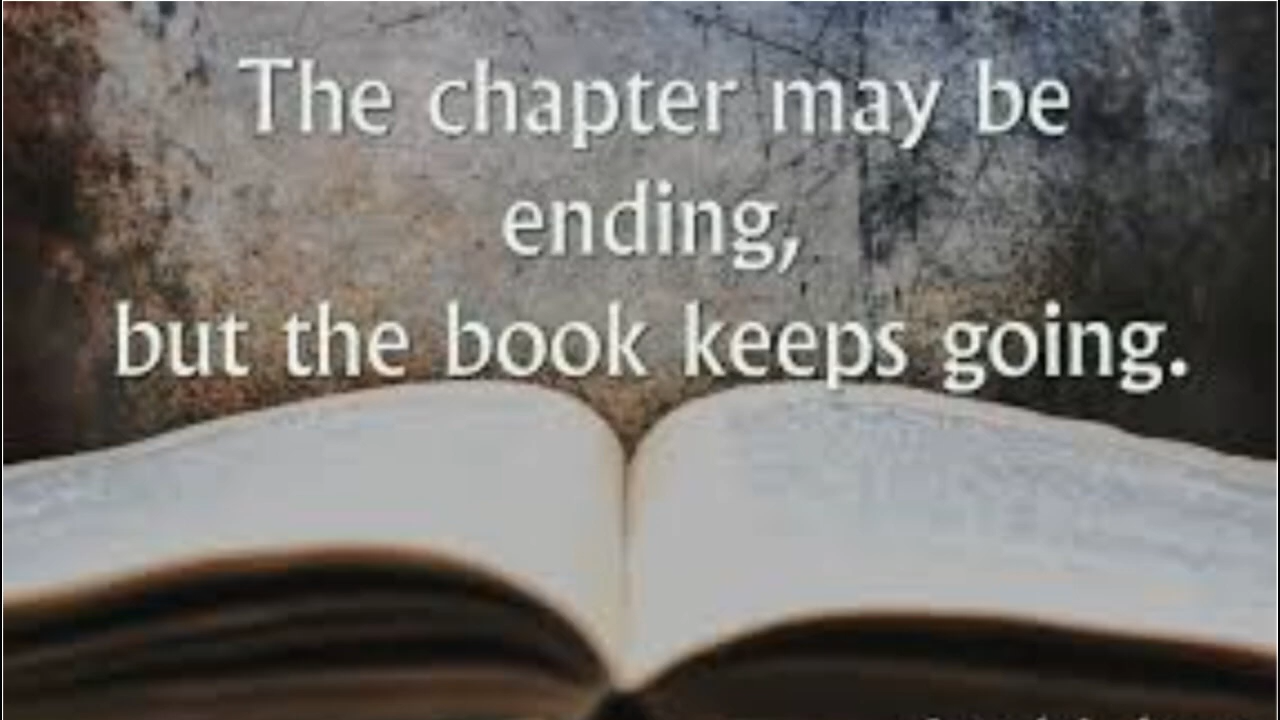 The chapter may be
ending,
but the book keeps going.